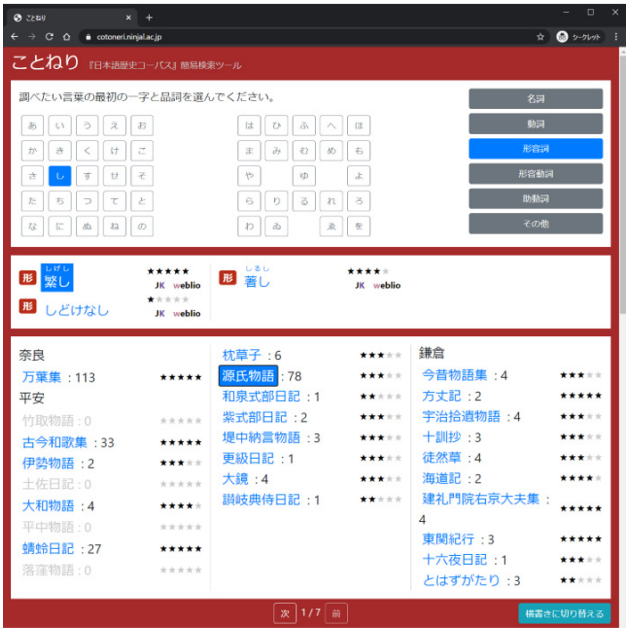 ことねり
cotoneri.ninjal.ac.jp
シークレット
ことねり 『日本語歴史コーパス』簡易検索ツール
調べたい言葉の最初の一字と品詞を選んでください。
あ い う え お
か き く け こ
さ し す せ そ
た ち つ て と
な に ぬ ね の
は ひ ふ へ ほ
ま み む め も
や ゆ よ
ら り る れ ろ
わ ゐ ゑ を
名詞
動詞
形容詞
形容動詞
助動詞
その他
形 しげし
繁し ★★★★★
JK weblio
形 しどけなし ★★★★★
JK weblio
形 しるし
著し ★★★★★
JK weblio
奈良
万葉集 : 113 ★★★★★
平安
竹取物語 : 0 ★★★★★
古今和歌集 : 33 ★★★★★
伊勢物語 : 2 ★★★★★
土佐日記 : 0 ★★★★★
大和物語 : 4 ★★★★★
平中物語 : 0 ★★★★★
蜻蛉日記 : 27 ★★★★★
落窪物語 : 0 ★★★★★
枕草子 : 6 ★★★★★
源氏物語 : 78 ★★★★★
和泉式部日記 : 1 ★★★★★
紫式部日記 : 2 ★★★★★
堤中納言物語 : 3 ★★★★★
更級日記 : 1 ★★★★★
大鏡 : 4 ★★★★★
讃岐典侍日記 : 1 ★★★★★
鎌倉
今昔物語集 : 4 ★★★★★
方丈記 : 2 ★★★★★
宇治拾遺物語 : 4 ★★★★★
十訓抄 : 3 ★★★★★
徒然草 : 4 ★★★★★
海道記 : 2 ★★★★★
建礼門院右京大夫集 :
4 ★★★★★
東関紀行 : 3 ★★★★★
十六夜日記 : 1 ★★★★★
とはずがたり : 3 ★★★★★
次 1 / 7 前
横書きに切り替える